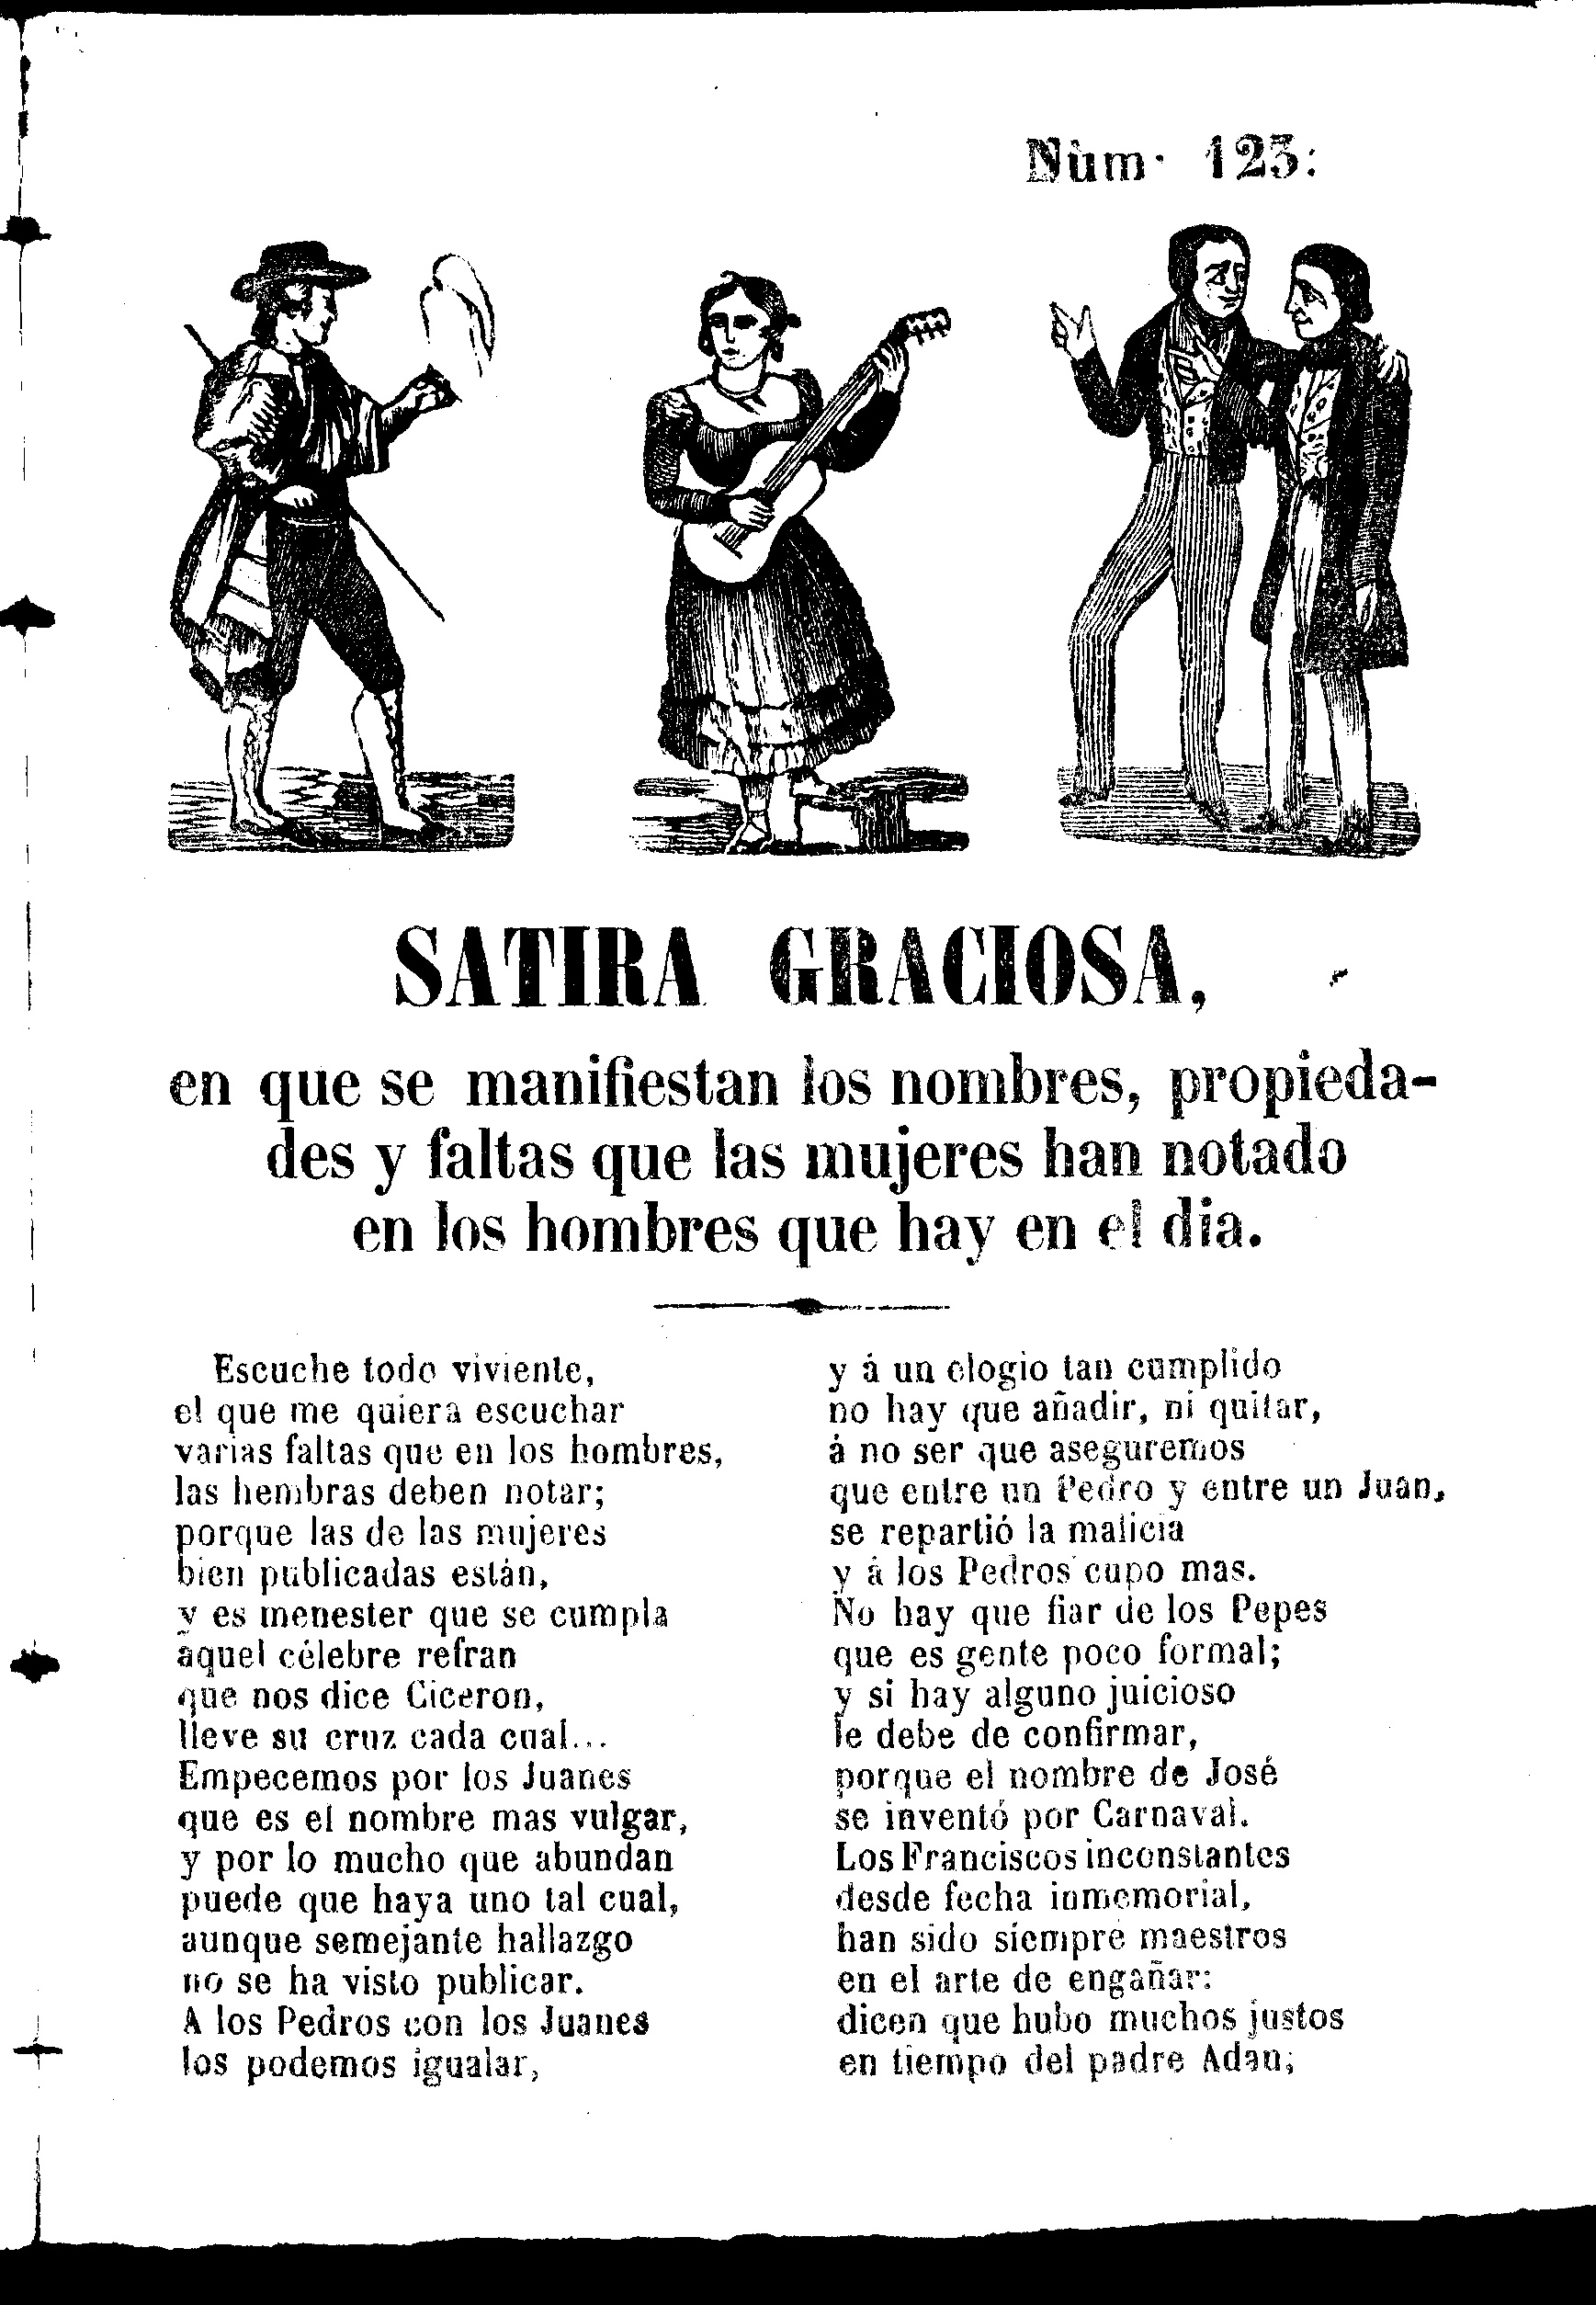 Nùm· 123:
SATIRA GRACIOSA,
en que se manifiestan los nombres, propieda-
des y faltas que las mujeres han notado
en los hombres que hay en el dia.
Escuche todo viviente,
el que me quiera escuchar
varias faltas que en los hombres,
las hembras deben notar;
porque las de las mujeres
bien publicadas están,
y es menester que se cumpla
aquel célebre refran
que nos dice Ciceron,
lleve su cruz cada cual...
Empecemos por los Juanes
que es el nombre mas vulgar,
y por lo mucho que abundan
puede que haya uno tal cual,
aunque semejante hallazgo
no se ha visto publicar.
A los Pedros con los Juanes
los podemos igualar,
y á un elogio tan cumplido
no hay que añadir, ni quitar,
á no ser que aseguremos
que entre un Pedro y entre un Juan,
se repartió la malicia
y á los Pedros cupo mas.
No hay que fiar de los Pepes
que es gente poco formal;
y si hay alguno juicioso
le debe de confirmar,
porque el nombre de José
se inventó por Carnaval.
Los Franciscos inconstantes
desde fecha inmemorial,
han sido siempre maestros
en el arte de engañar:
dicen que hubo muchos justos
en tiempo del padre Adan;